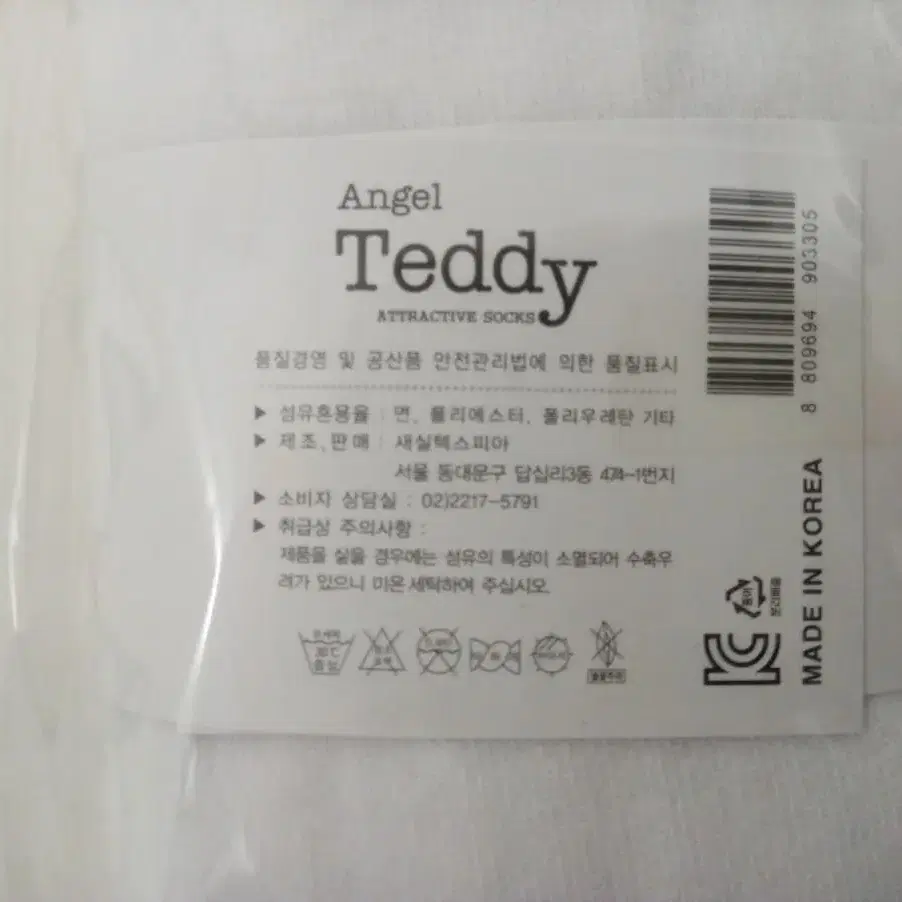 Angel
Teddy
ATTRACTIVE SOCKS
품질경영 및 공산품 안전관리법에 의한 품질표시
▶ 섬유혼용율 : 면, 폴리에스터, 폴리우레탄 기타
▶ 제조,판매 : 새실텍스피아
서울 동대문구 답십리3동 474-1번지
▶ 소비자 상담실 : 02)2217-5791
▶ 취급상 주의사항 :
제품을 삶을 경우에는 섬유의 특성이 소멸되어 수축우
려가 있으니 미온 세탁하여 주십시오.
30℃
8 809694 903305
MADE IN KOREA